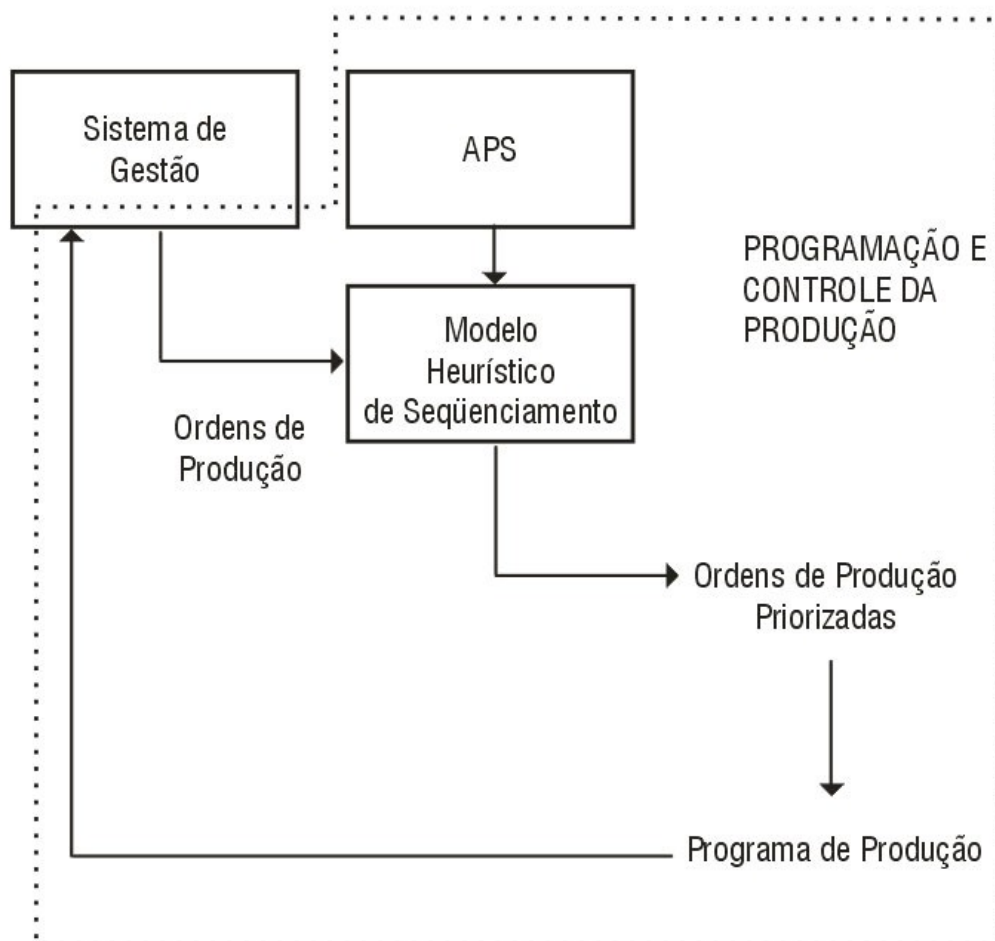 Sistema de
Gestão
APS
PROGRAMAÇÃO E
CONTROLE DA
PRODUÇÃO
Modelo
Heurístico
de Seqüenciamento
Ordens de
Produção
Ordens de Produção
Priorizadas
Programa de Produção